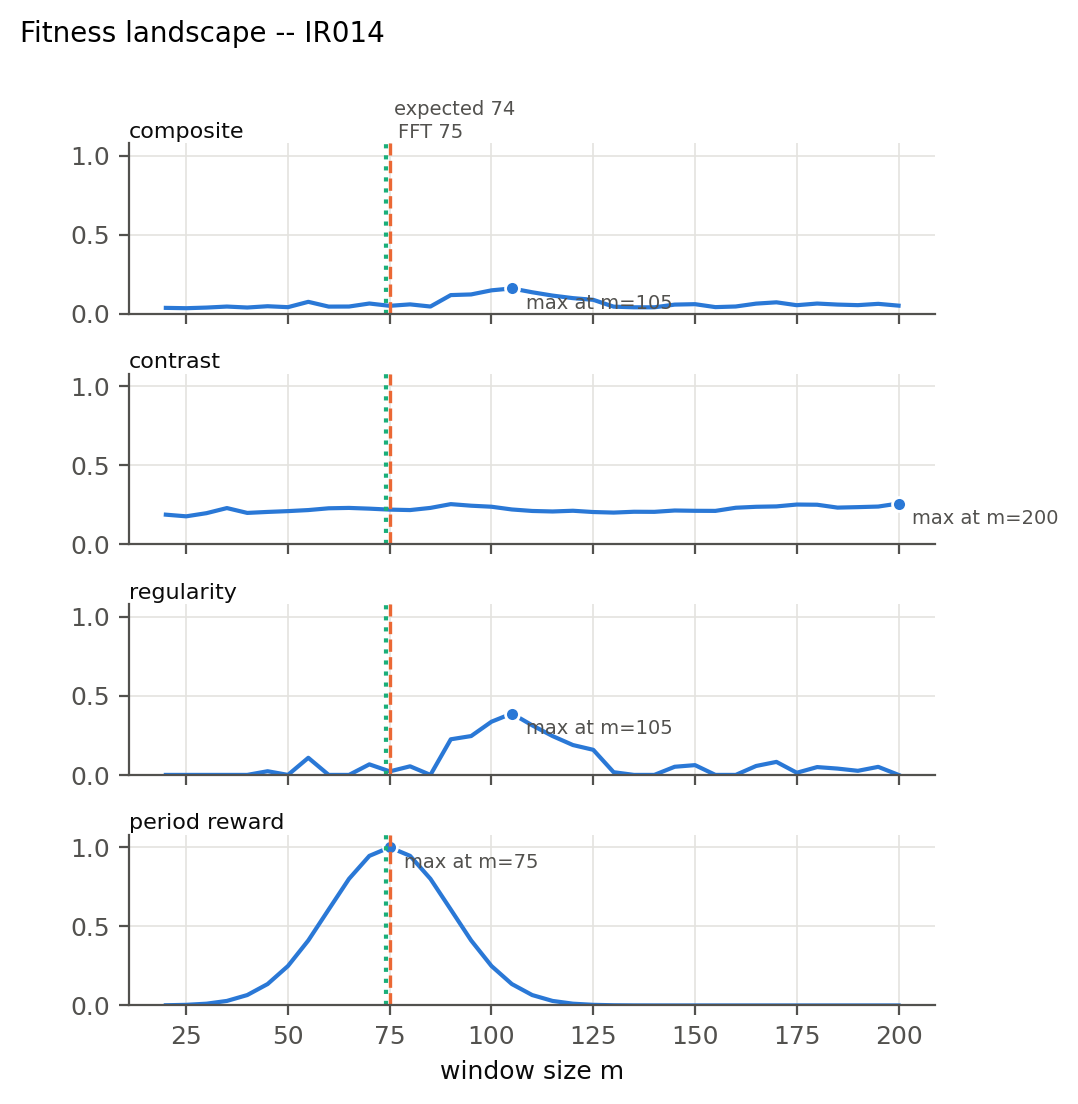 Fitness landscape -- IR014
expected 74
FFT 75
composite
1.0
0.5
0.0
max at m=105
contrast
1.0
0.5
0.0
max at m=200
regularity
1.0
0.5
0.0
max at m=105
period reward
1.0
0.5
0.0
max at m=75
25 50 75 100 125 150 175 200
window size m